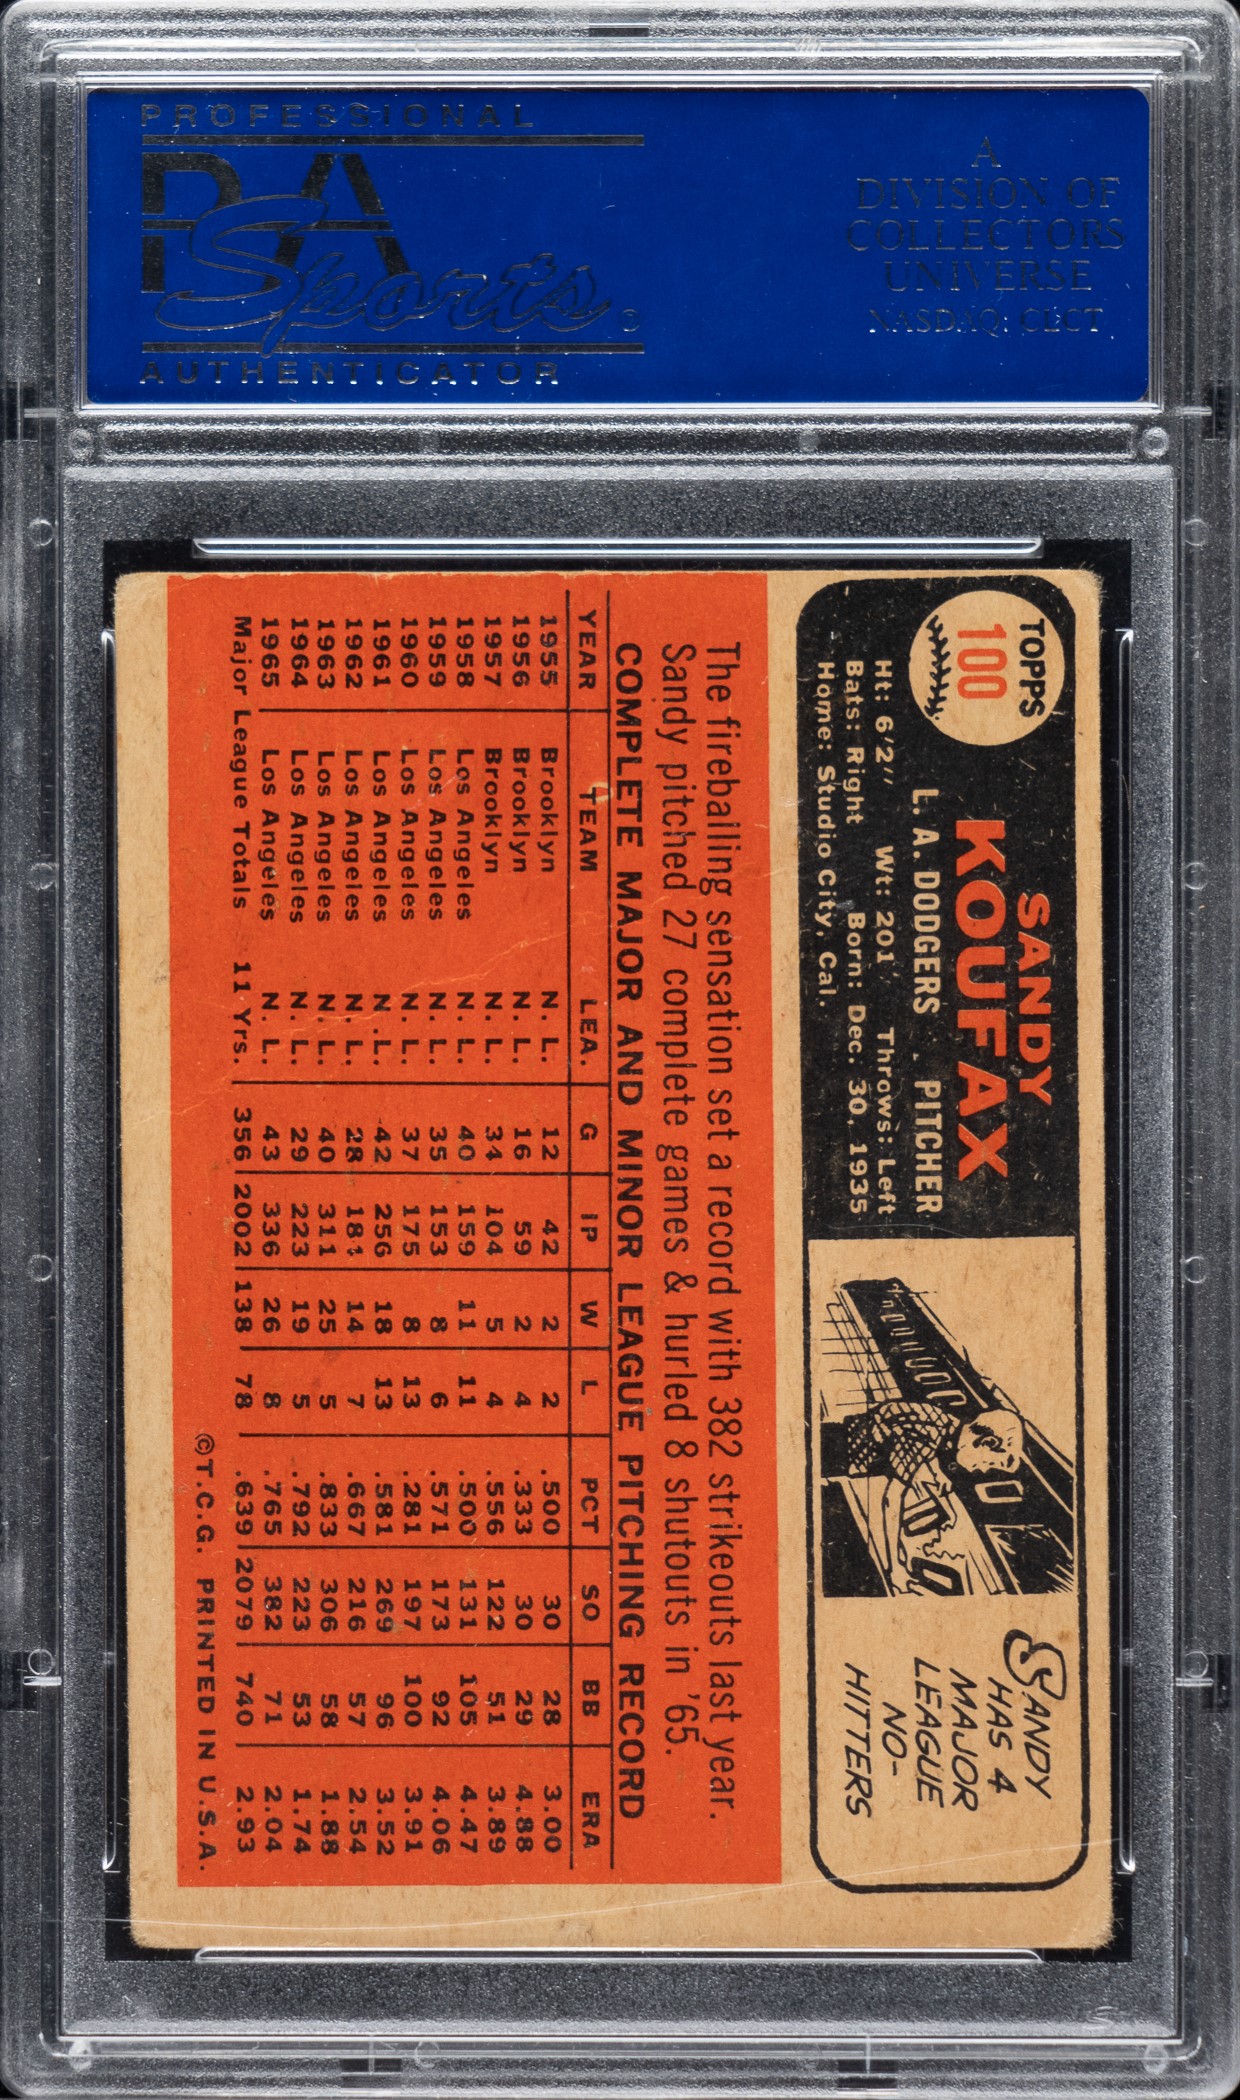 PROFESSIONAL
PSA
Sports
AUTHENTICATOR
A
DIVISION OF
COLLECTORS
UNIVERSE
NASDAQ: CLCT
TOPPS
100
SANDY
KOUFAX
L. A. DODGERS PITCHER
Ht: 6'2" Wt: 201 Throws: Left
Bats: Right Born: Dec. 30, 1935
Home: Studio City, Cal.
SANDY
HAS 4
MAJOR
LEAGUE
NO-
HITTERS
The fireballing sensation set a record with 382 strikeouts last year.
Sandy pitched 27 complete games & hurled 8 shutouts in '65.
COMPLETE MAJOR AND MINOR LEAGUE PITCHING RECORD
YEAR TEAM LEA. G IP W L PCT SO BB ERA
1955 Brooklyn N. L. 12 42 2 2 .500 30 28 3.00
1956 Brooklyn N. L. 16 59 2 4 .333 30 29 4.88
1957 Brooklyn N. L. 34 104 5 4 .556 122 51 3.89
1958 Los Angeles N. L. 40 159 11 11 .500 131 105 4.47
1959 Los Angeles N. L. 35 153 8 6 .571 173 92 4.06
1960 Los Angeles N. L. 37 175 8 13 .281 197 100 3.91
1961 Los Angeles N. L. 42 256 18 13 .581 269 96 3.52
1962 Los Angeles N. L. 28 184 14 7 .667 216 57 2.54
1963 Los Angeles N. L. 40 311 25 5 .833 306 58 1.88
1964 Los Angeles N. L. 29 223 19 5 .792 223 53 1.74
1965 Los Angeles N. L. 43 336 26 8 .765 382 71 2.04
Major League Totals 11 Yrs. 356 2002 138 78 .639 2079 740 2.93
©T.C.G. PRINTED IN U.S.A.